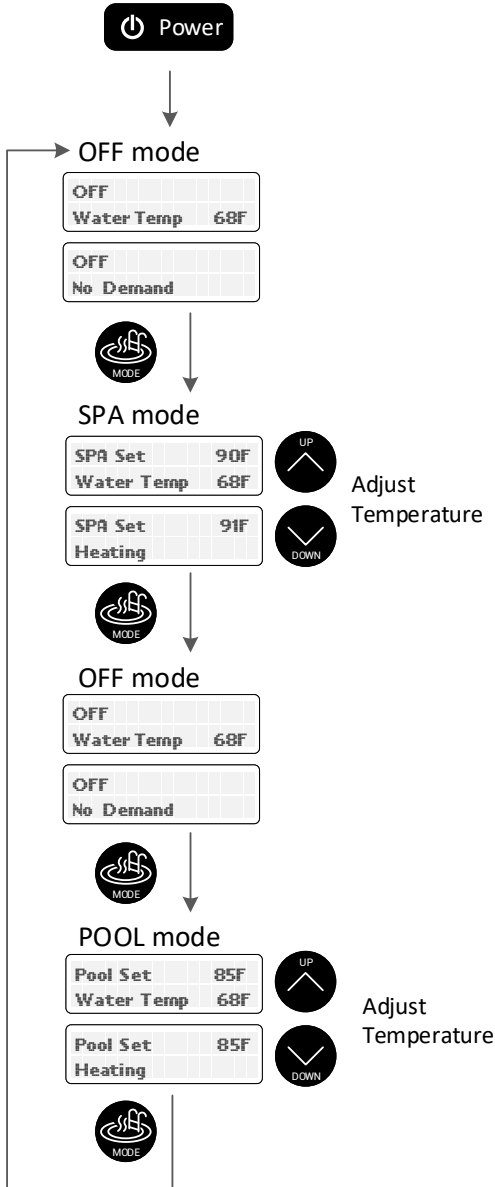 Power
OFF mode
OFF
Water Temp 68F
OFF
No Demand
MODE
SPA mode
SPA Set 90F
Water Temp 68F
SPA Set 91F
Heating
UP
Adjust
Temperature
DOWN
MODE
OFF mode
OFF
Water Temp 68F
OFF
No Demand
MODE
POOL mode
Pool Set 85F
Water Temp 68F
Pool Set 85F
Heating
UP
Adjust
Temperature
DOWN
MODE